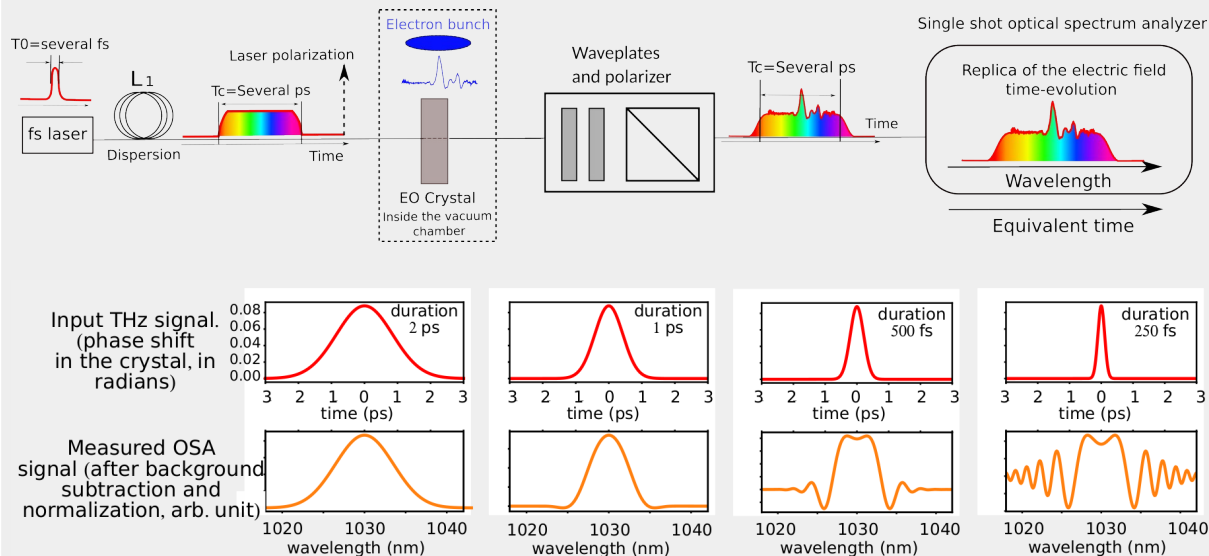 Single shot optical spectrum analyzer
Electron bunch
T0=several fs
Laser polarization
Waveplates
and polarizer
Tc=Several ps
Replica of the electric field
time-evolution
L1
Tc=Several ps
fs laser
Time
Dispersion
Time
Wavelength
EO Crystal
Inside the vacuum
chamber
Equivalent time
Input THz signal.
(phase shift
in the crystal, in
radians)
0.08
0.06
0.04
0.02
0.00
duration
2 ps
3 2 1 0 1 2 3
time (ps)
duration
1 ps
3 2 1 0 1 2 3
time (ps)
duration
500 fs
3 2 1 0 1 2 3
time (ps)
duration
250 fs
3 2 1 0 1 2 3
time (ps)
Measured OSA
signal (after background
subtraction and
normalization, arb. unit)
1020 1030 1040
wavelength (nm)
1020 1030 1040
wavelength (nm)
1020 1030 1040
wavelength (nm)
1020 1030 1040
wavelength (nm)